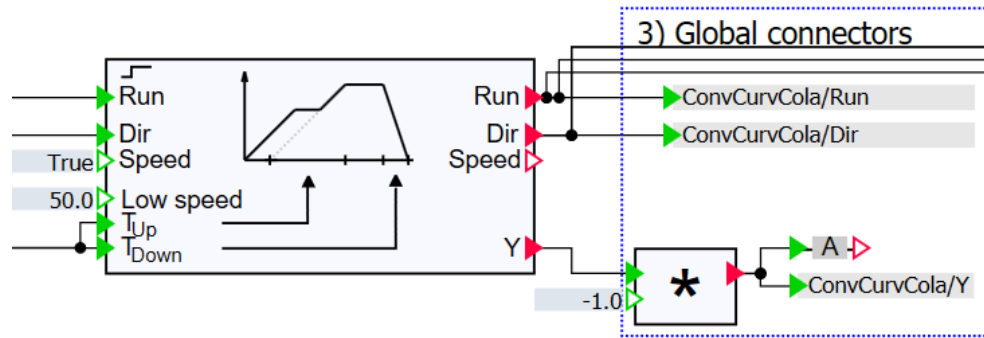 3) Global connectors
Run
Run
ConvCurvCola/Run
Dir
Dir
ConvCurvCola/Dir
True
Speed
Speed
50.0
Low speed
TUp
TDown
Y
A
-1.0
*
ConvCurvCola/Y